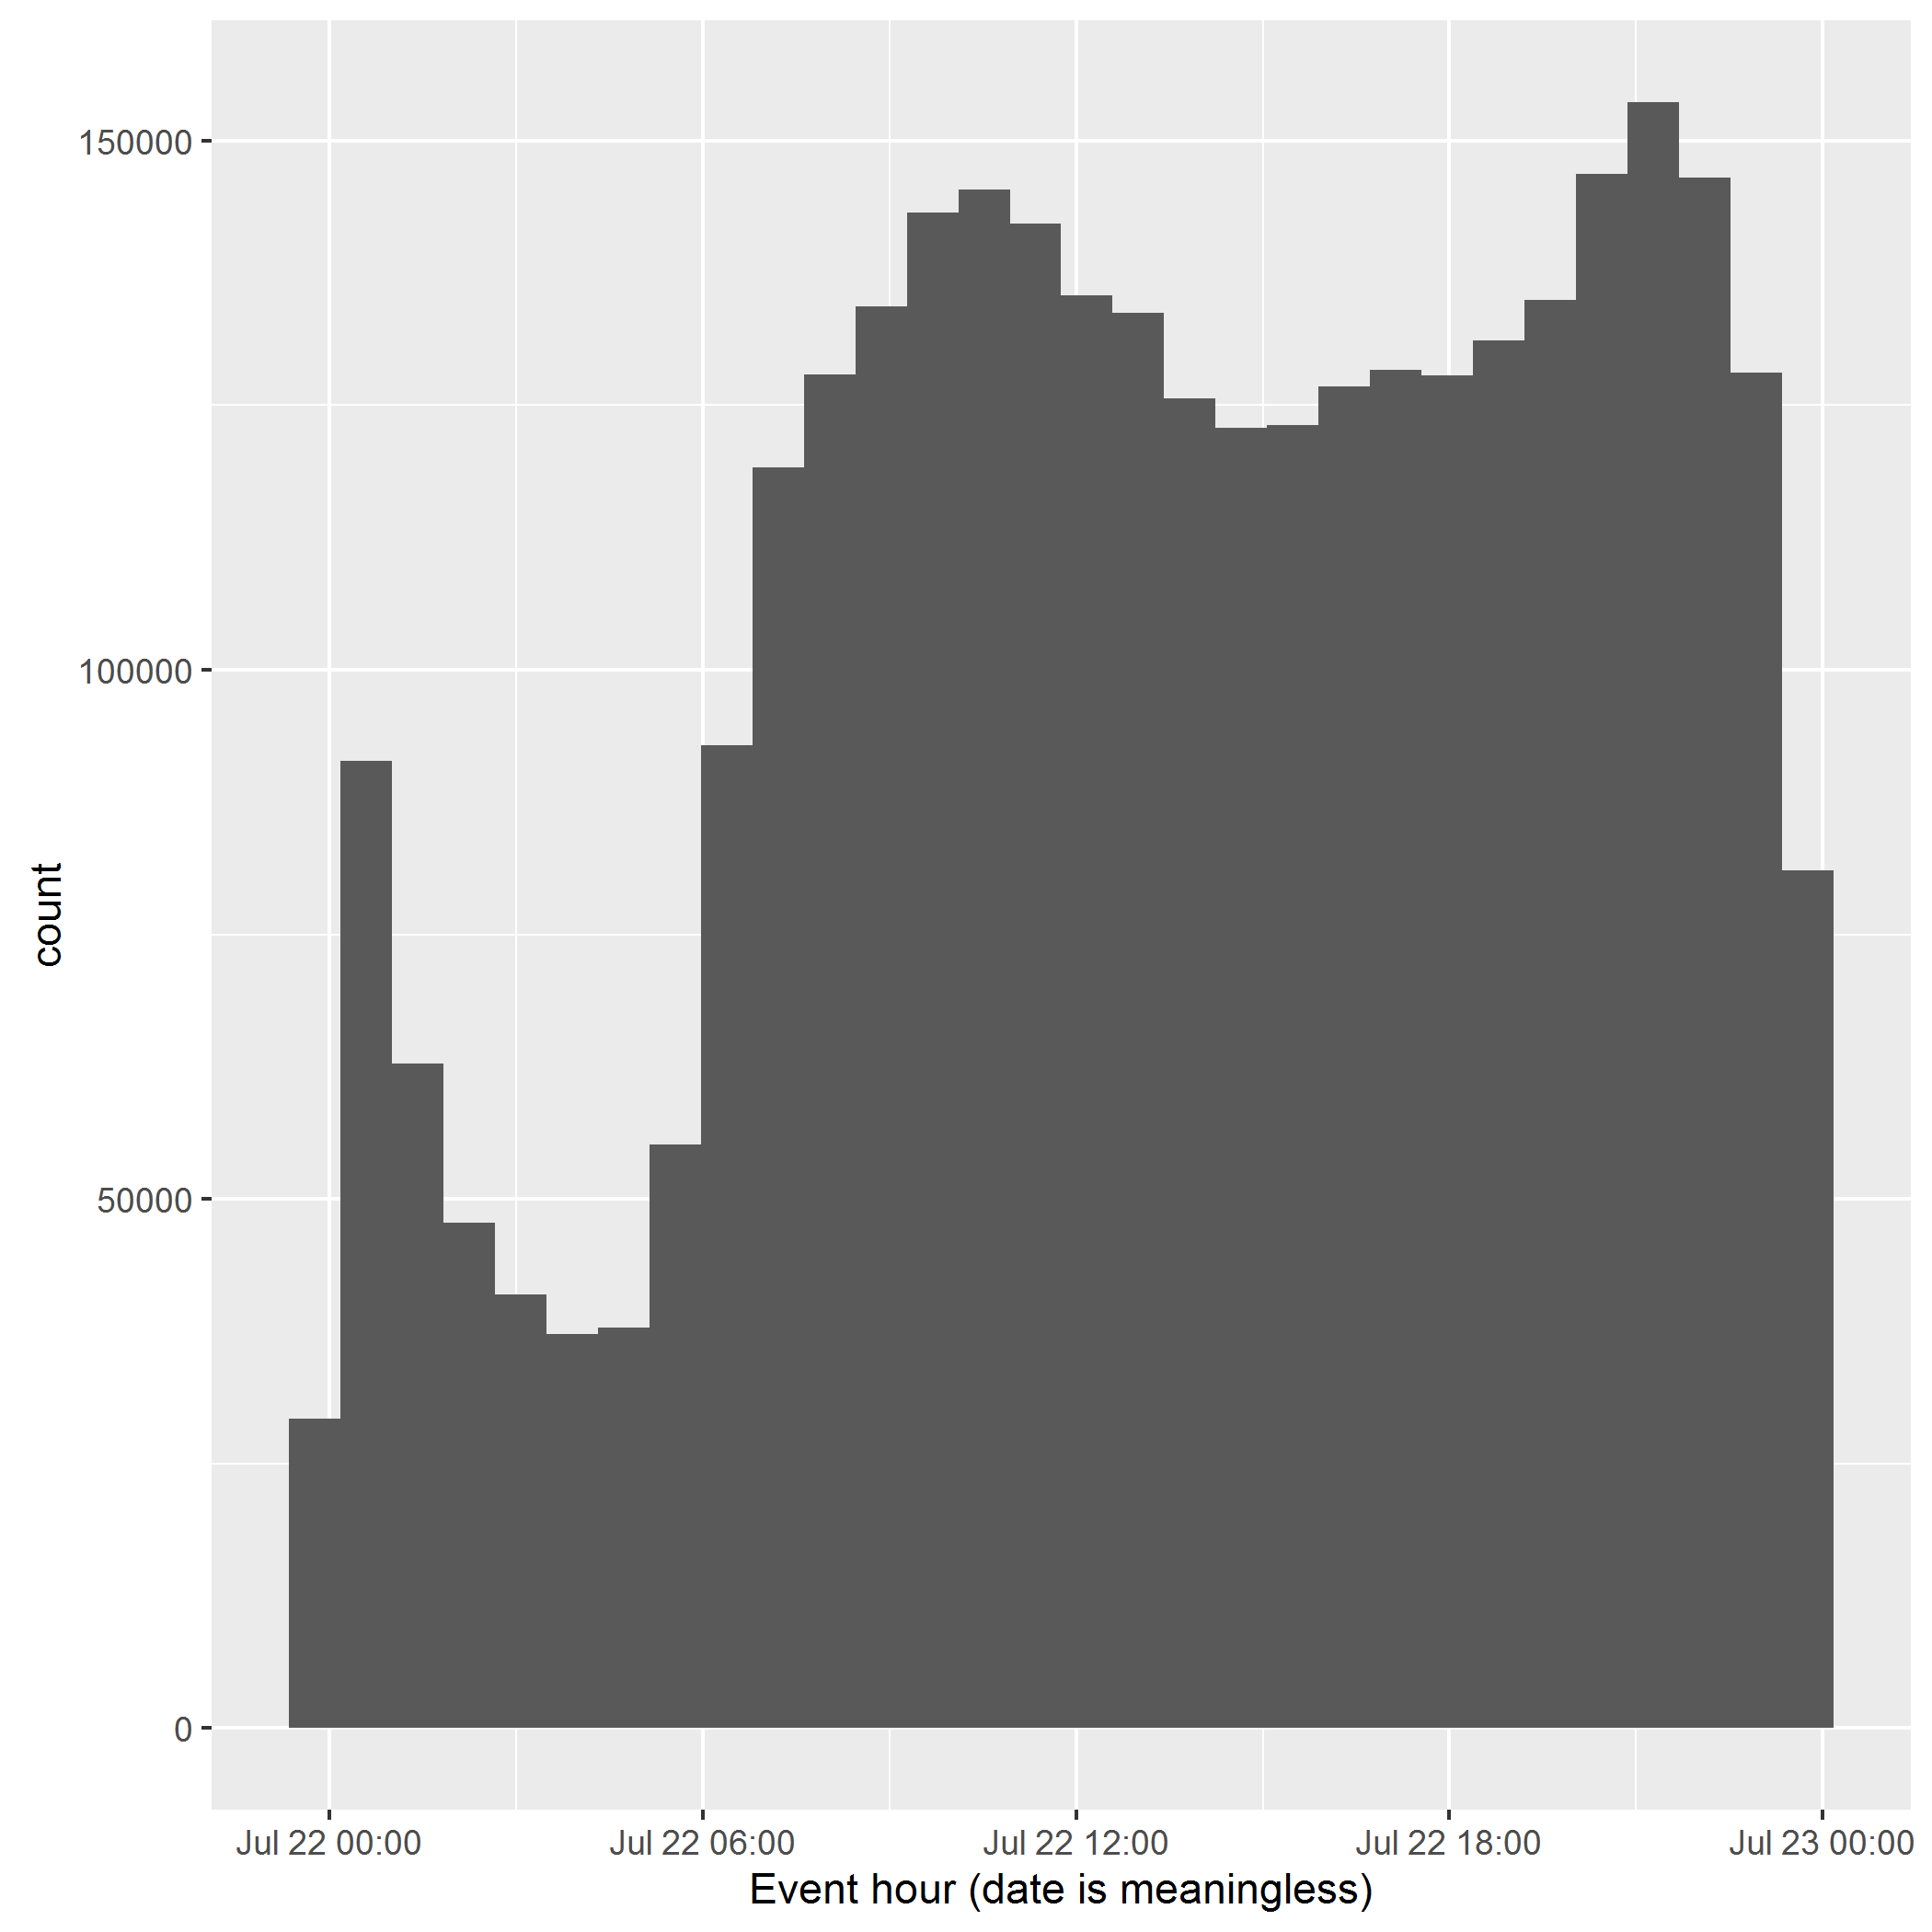 150000
100000
50000
0
count
Jul 22 00:00 Jul 22 06:00 Jul 22 12:00 Jul 22 18:00 Jul 23 00:00
Event hour (date is meaningless)